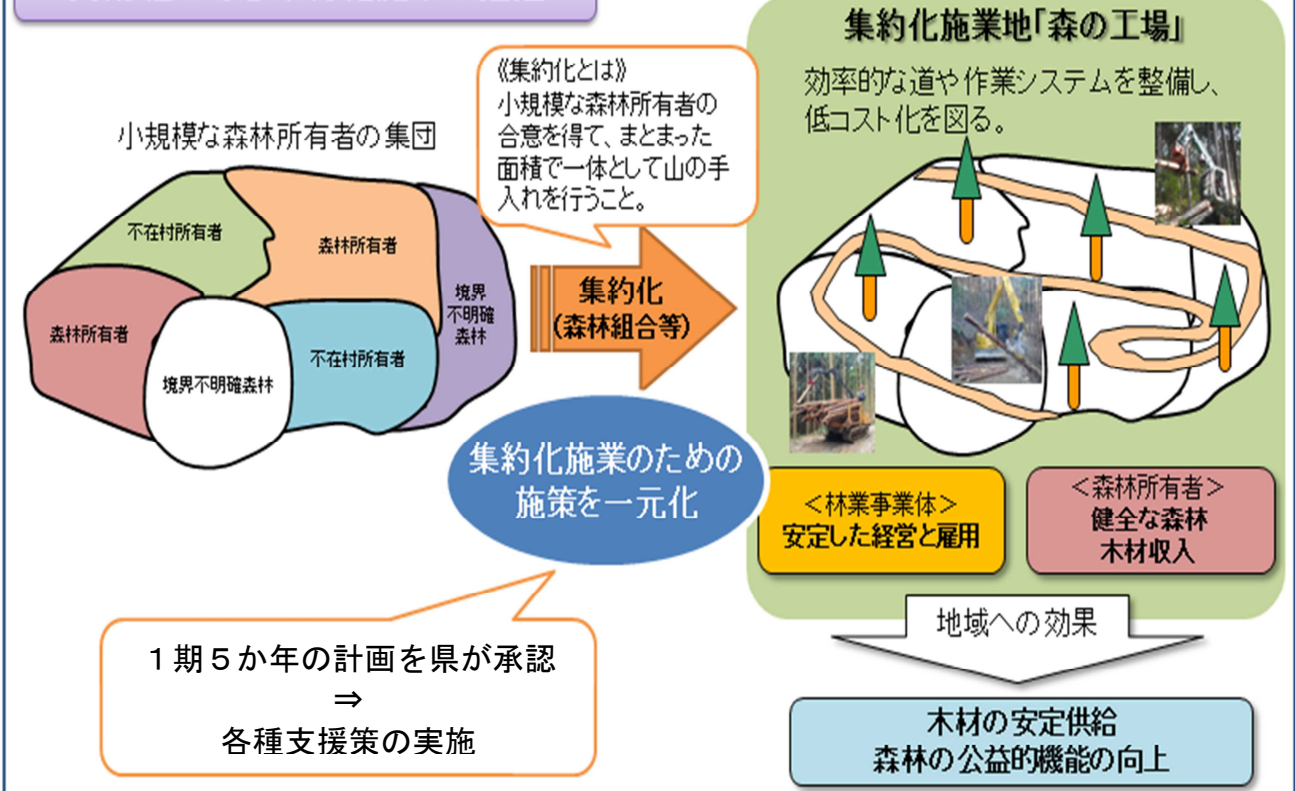 小規模な森林所有者の集団
不在村所有者
森林所有者
境界
不明確
森林
森林所有者
境界不明確森林
不在村所有者
《集約化とは》
小規模な森林所有者の
合意を得て、まとまった
面積で一体として山の手
入れを行うこと。
集約化
(森林組合等)
集約化施業のための
施策を一元化
1期5か年の計画を県が承認
⇒
各種支援策の実施
集約化施業地「森の工場」
効率的な道や作業システムを整備し、
低コスト化を図る。
<林業事業体>
安定した経営と雇用
<森林所有者>
健全な森林
木材収入
地域への効果
木材の安定供給
森林の公益的機能の向上